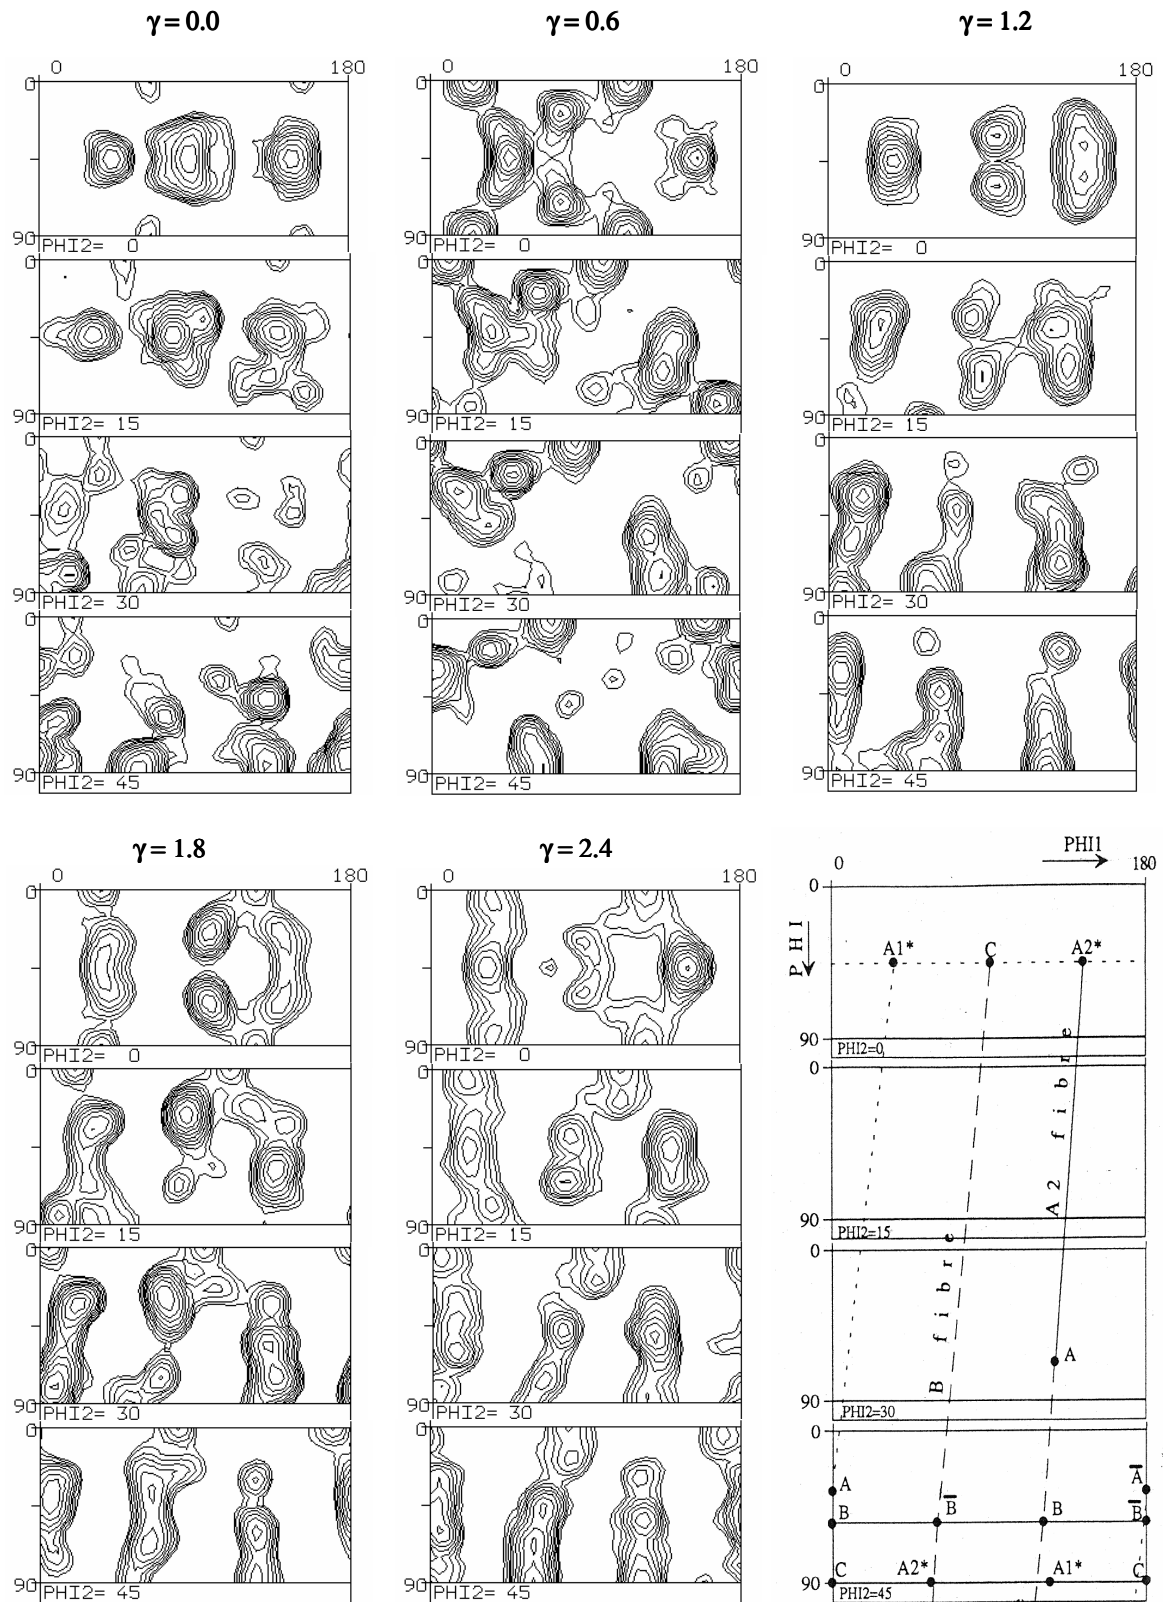 γ = 0.0
γ = 0.6
γ = 1.2
0 180
0
90
PHI2= 0
0
90
PHI2= 15
0
90
PHI2= 30
0
90
PHI2= 45
0 180
0
90
PHI2= 0
0
90
PHI2= 15
0
90
PHI2= 30
0
90
PHI2= 45
0 180
0
90
PHI2= 0
0
90
PHI2= 15
0
90
PHI2= 30
0
90
PHI2= 45
γ = 1.8
γ = 2.4
0 180
0
90
PHI2= 0
0
90
PHI2= 15
0
90
PHI2= 30
0
90
PHI2= 45
0 180
0
90
PHI2= 0
0
90
PHI2= 15
0
90
PHI2= 30
0
90
PHI2= 45
PHI1
0 180
0
PHI
A1* C A2*
90
PHI2=0
0
A2 fibre
90
PHI2=15
0
B fibre
A
90
PHI2=30
0
A A̅
B B̅ B B̅
C A2* A1* C
90
PHI2=45